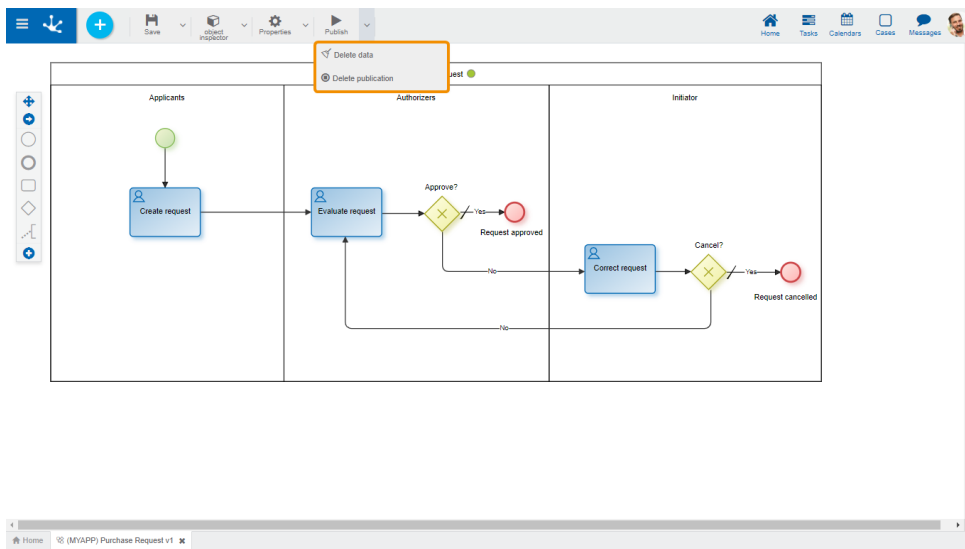 Save
object
inspector
Properties
Publish
Home
Tasks
Calendars
Cases
Messages
Delete data
Delete publication
Applicants
Authorizers
Initiator
Create request
Evaluate request
Approve?
Yes
Request approved
No
Correct request
Cancel?
Yes
Request cancelled
No
Home
(MYAPP) Purchase Request v1